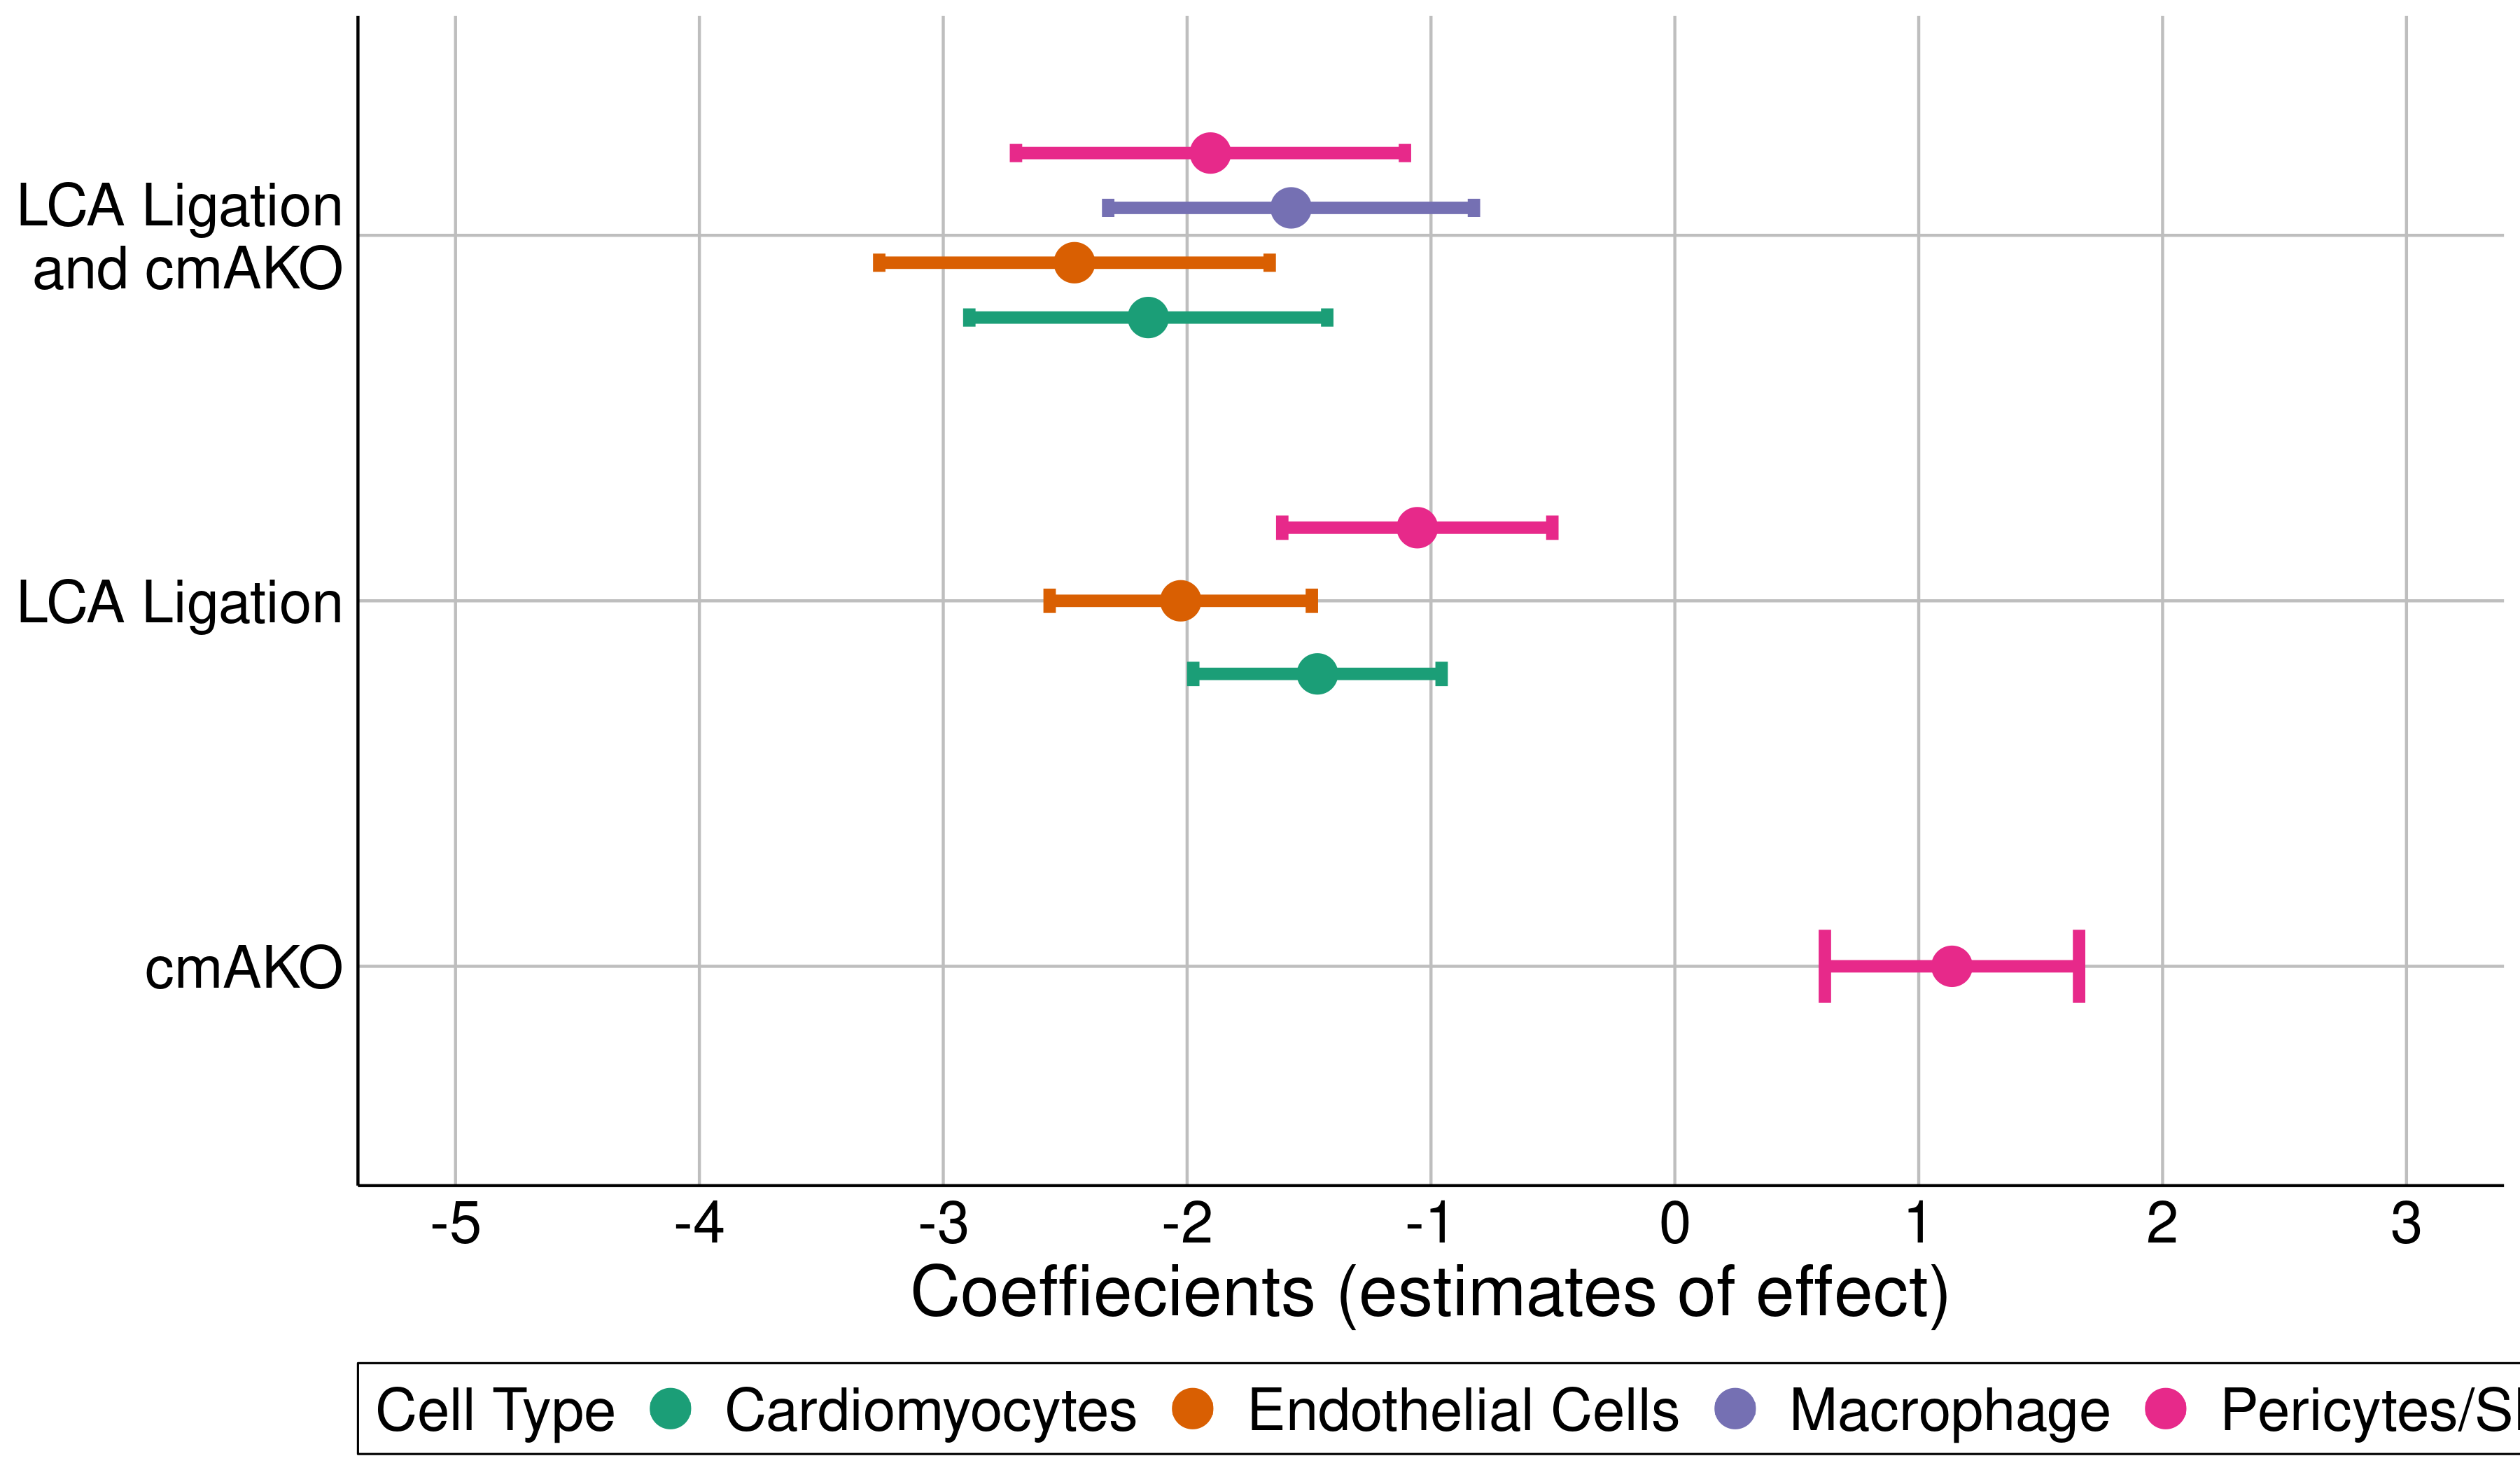 LCA Ligation
and cmAKO
LCA Ligation
cmAKO
-5 -4 -3 -2 -1 0 1 2 3
Coeffiecients (estimates of effect)
Cell Type Cardiomyocytes Endothelial Cells Macrophage